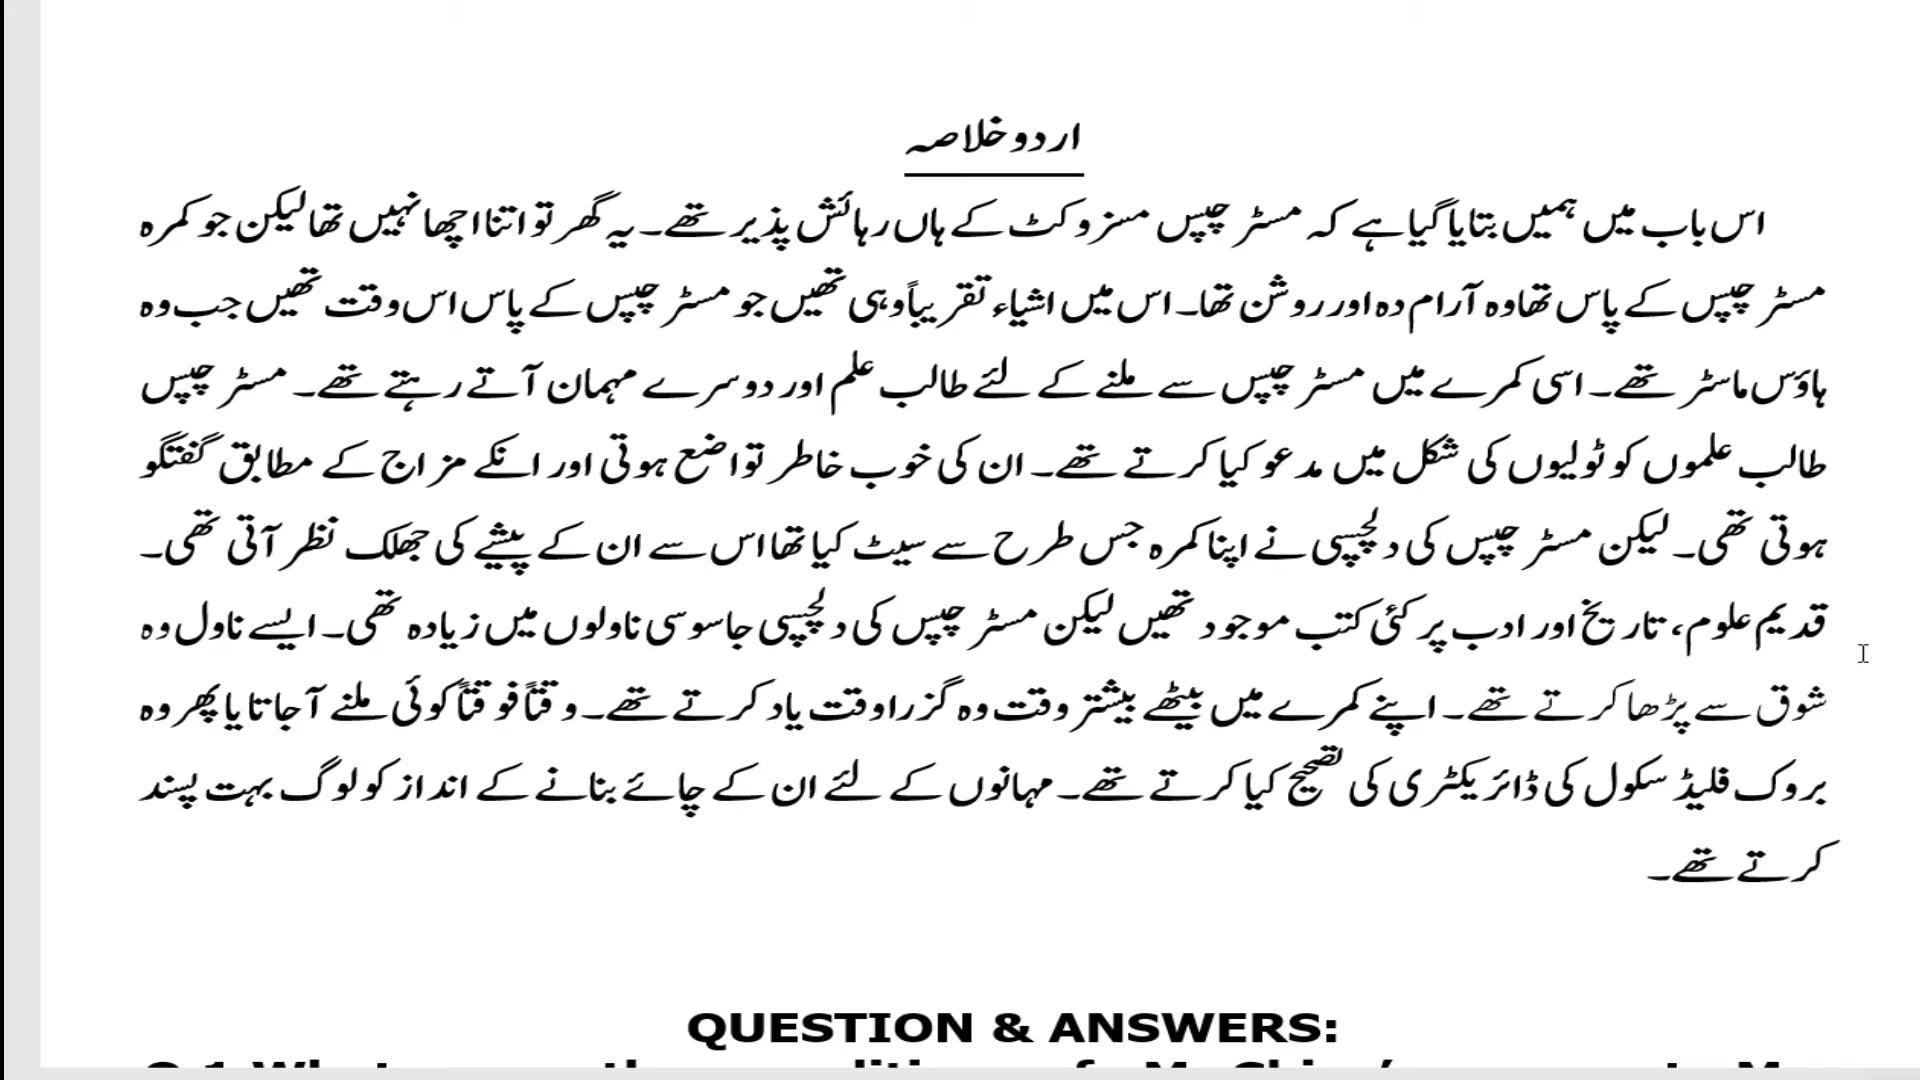 اردو خلاصہ
اس باب میں ہمیں بتایا گیا ہے کہ مسٹر چپس مسز وکٹ کے ہاں رہائش پذیر تھے۔ یہ گھر تو اتنا اچھا نہیں تھا لیکن جو کمرہ
مسٹر چپس کے پاس تھا وہ آرام دہ اور روشن تھا۔ اس میں اشیاء تقریباً وہی تھیں جو مسٹر چپس کے پاس اس وقت تھیں جب وہ
ہاؤس ماسٹر تھے۔ اسی کمرے میں مسٹر چپس سے ملنے کے لئے طالب علم اور دوسرے مہمان آتے رہتے تھے۔ مسٹر چپس
طالب علموں کو ٹولیوں کی شکل میں مدعو کیا کرتے تھے۔ ان کی خوب خاطر تواضع ہوتی اور انکے مزاج کے مطابق گفتگو
ہوتی تھی۔ لیکن مسٹر چپس کی دلچسپی نے اپنا کمرہ جس طرح سے سیٹ کیا تھا اس سے ان کے پیشے کی جھلک نظر آتی تھی۔
قدیم علوم، تاریخ اور ادب پر کئی کتب موجود تھیں لیکن مسٹر چپس کی دلچسپی جاسوسی ناولوں میں زیادہ تھی۔ ایسے ناول وہ
شوق سے پڑھا کرتے تھے۔ اپنے کمرے میں بیٹھے بیشتر وقت وہ گزرا وقت یاد کرتے تھے۔ وقتاً فوقتاً کوئی ملنے آجاتا یا پھر وہ
بروک فلیڈ سکول کی ڈائریکٹری کی تصحیح کیا کرتے تھے۔ مہانوں کے لئے ان کے چائے بنانے کے انداز کو لوگ بہت پسند
کرتے تھے۔
QUESTION & ANSWERS: